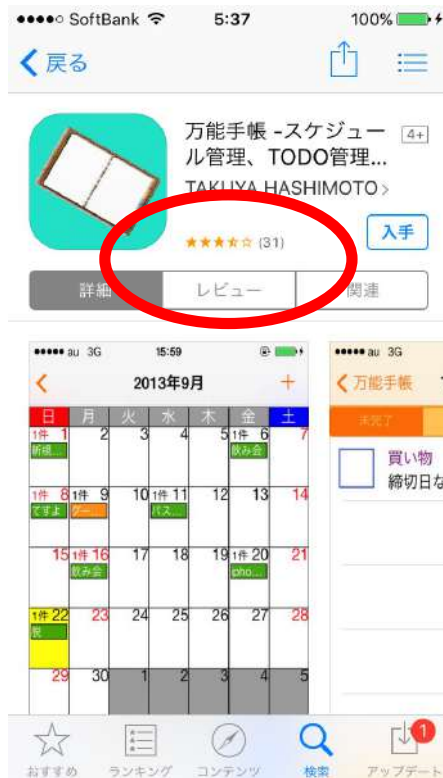 SoftBank 5:37 100%
戻る
万能手帳 -スケジュー 4+
ル管理、TODO管理...
TAKUYA HASHIMOTO
(31) 入手
詳細 レビュー 関連
au 3G 15:59
2013年9月 +
日 月 火 水 木 金 土
1件 1 2 3 4 5 1件 6 7
新規... 飲み会
1件 8 1件 9 10 1件 11 12 13 14
ですよ グー... パス...
15 1件 16 17 18 19 1件 20 21
飲み会 pho...
1件 22 23 24 25 26 27 28
祝
29 30 1 2 3 4 5
au 3G
万能手帳
未完了
買い物
締切日な
1
おすすめ ランキング コンテンツ 検索 アップデート